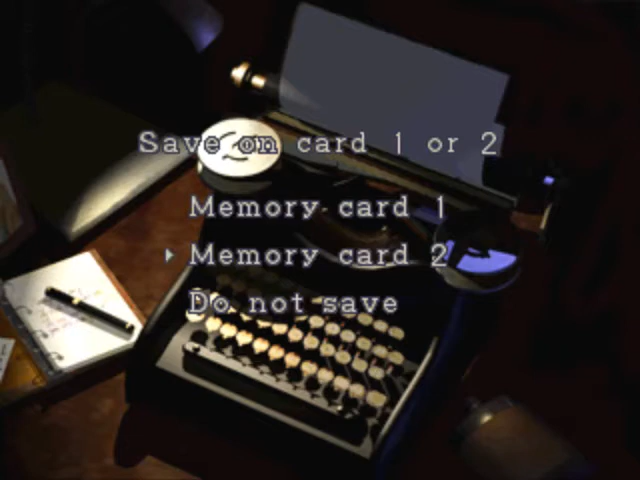 Save on card 1 or 2
Memory card 1
Memory card 2
Do not save